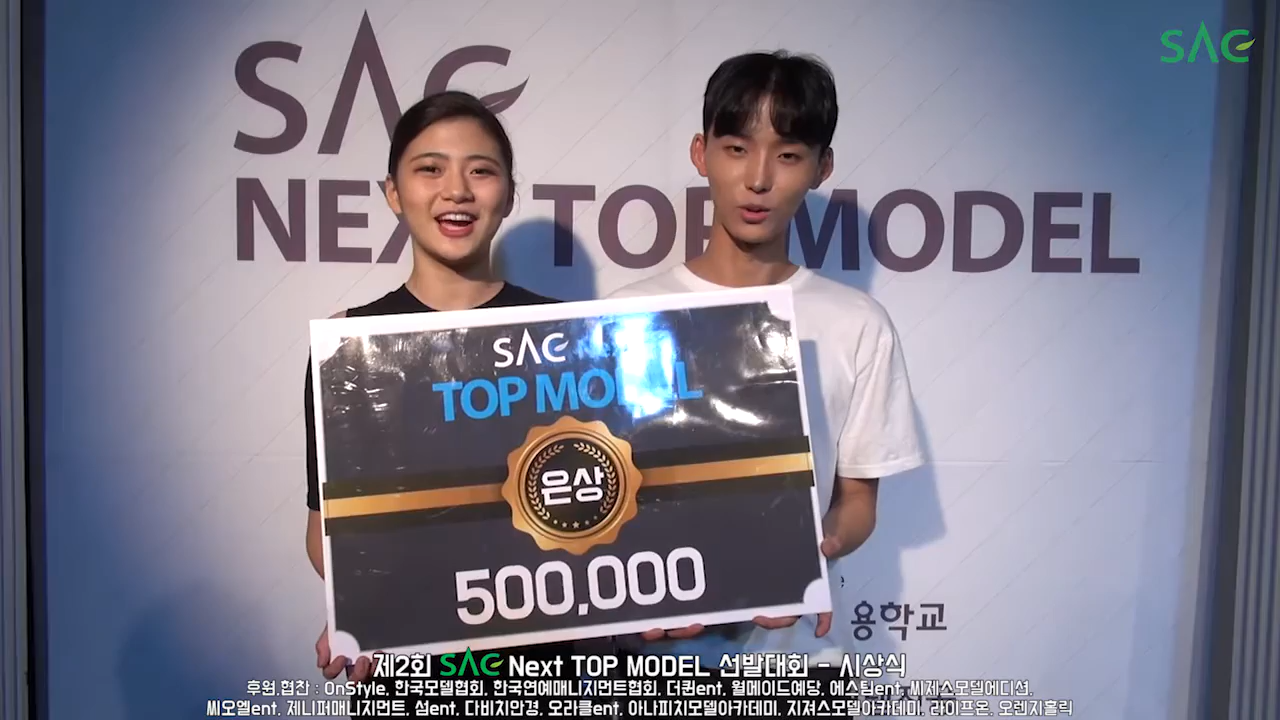 SAC
SAC
NEXT TOP MODEL
SAC
TOP MODEL
은상
500,000
용학교
제2회 SAC Next TOP MODEL 선발대회 - 시상식
후원,협찬 : OnStyle, 한국모델협회, 한국연예매니지먼트협회, 더퀸ent, 월메이드예당, 에스팀ent, 씨제스모델에디션,
씨오엘ent, 제니퍼매니지먼트, 섬ent, 다비치안경, 오라클ent, 아나피치모델아카데미, 지져스모델아카데미, 라이프온, 오렌지홀릭